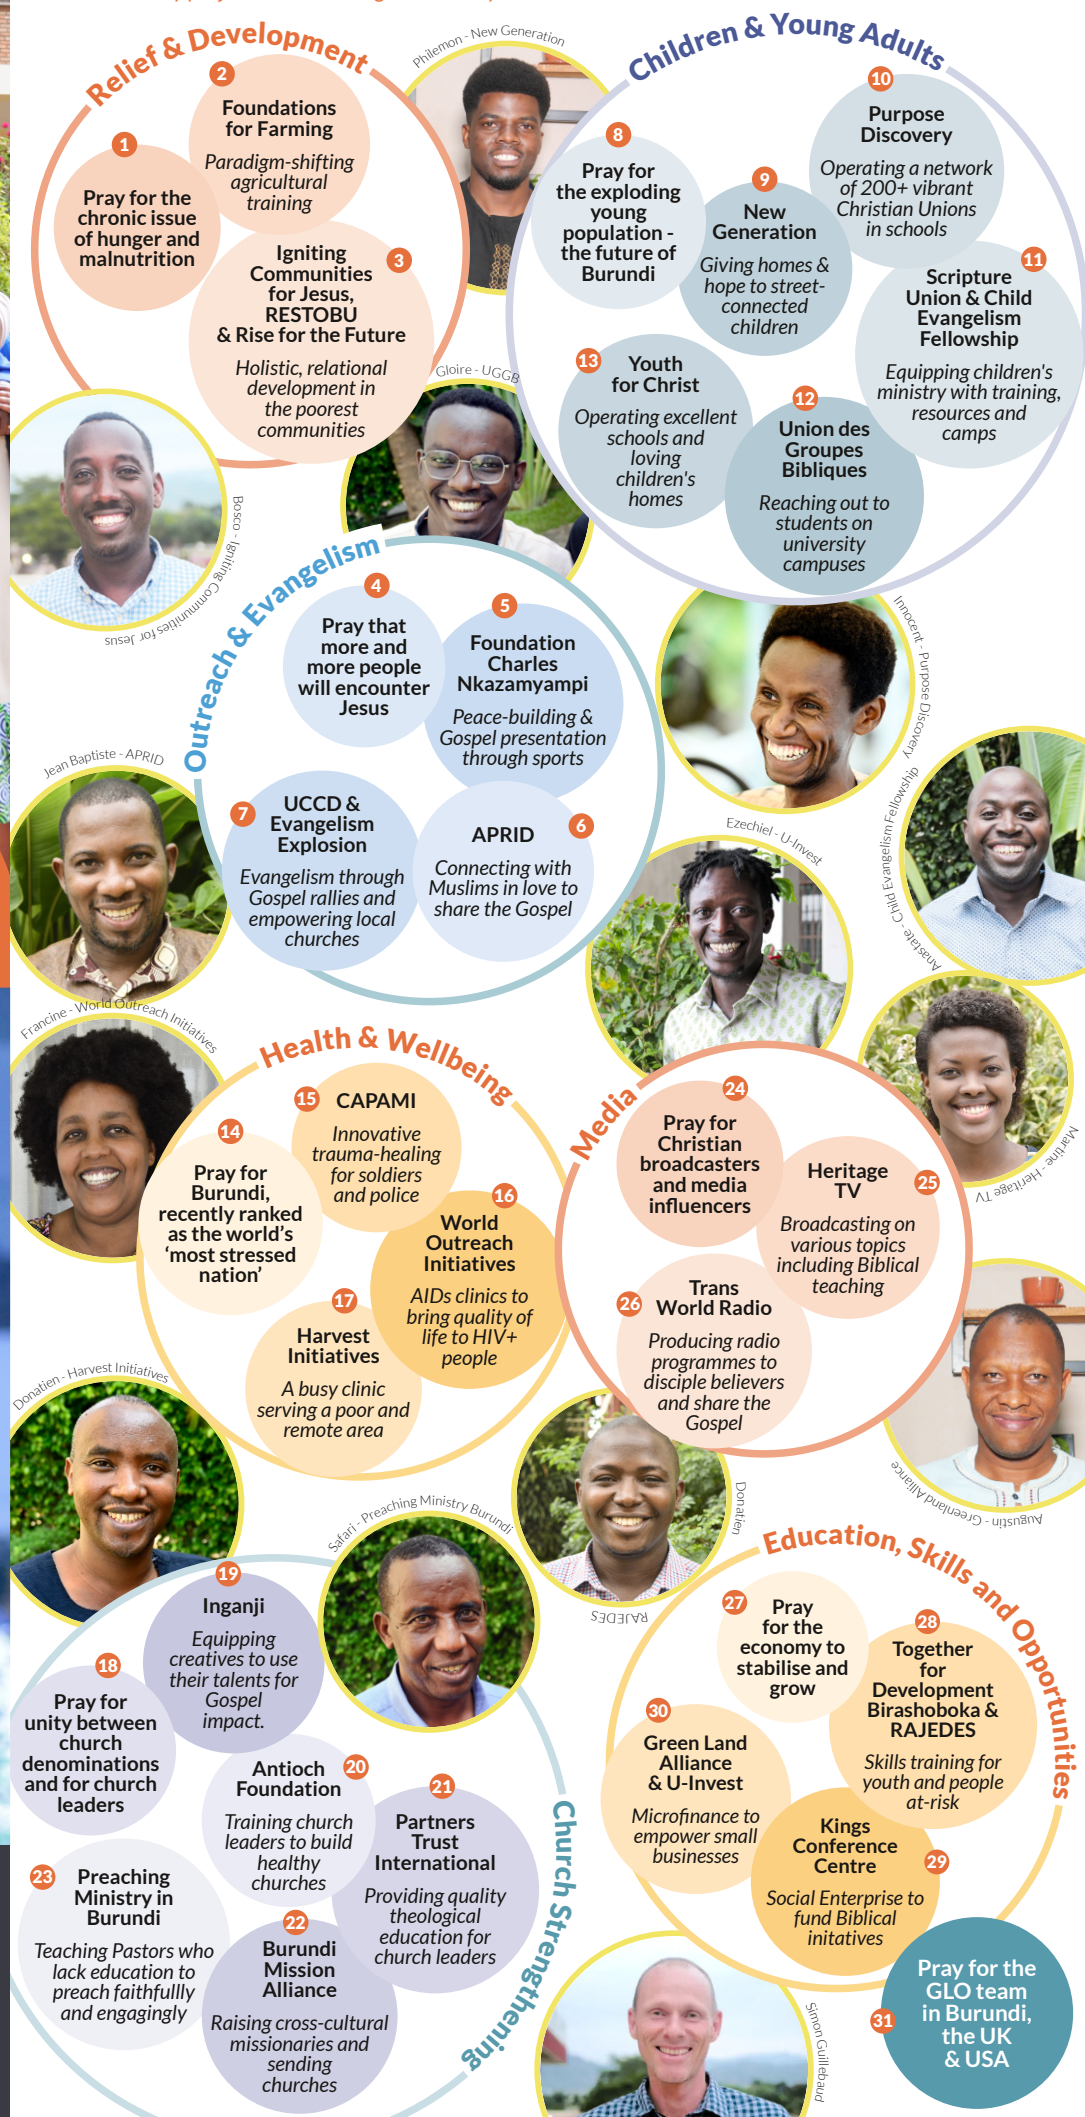 Relief & Development
1
Pray for the
chronic issue
of hunger and
malnutrition
2
Foundations
for Farming
Paradigm-shifting
agricultural
training
3
Igniting
Communities
for Jesus,
RESTOBU
& Rise for the Future
Holistic, relational
development in
the poorest
communities
Philemon - New Generation
Children & Young Adults
8
Pray for
the exploding
young
population -
the future of
Burundi
9
New
Generation
Giving homes &
hope to street-
connected
children
10
Purpose
Discovery
Operating a network
of 200+ vibrant
Christian Unions
in schools
11
Scripture
Union & Child
Evangelism
Fellowship
Equipping children's
ministry with training,
resources and
camps
13
Youth
for Christ
Operating excellent
schools and
loving
children's
homes
12
Union des
Groupes
Bibliques
Reaching out to
students on
university
campuses
Gloire - UGGB
Bosco - Igniting Communities for Jesus
Outreach & Evangelism
4
Pray that
more and
more people
will encounter
Jesus
5
Foundation
Charles
Nkazamyampi
Peace-building &
Gospel presentation
through sports
7
UCCD &
Evangelism
Explosion
Evangelism through
Gospel rallies and
empowering local
churches
6
APRID
Connecting with
Muslims in love to
share the Gospel
Innocent - Purpose Discovery
Jean Baptiste - APRID
Ezechiel - U-Invest
Anastate - Child Evangelism Fellowship
Francine - World Outreach Initiatives
Health & Wellbeing
14
Pray for
Burundi,
recently ranked
as the world's
‘most stressed
nation’
15
CAPAMI
Innovative
trauma-healing
for soldiers
and police
16
World
Outreach
Initiatives
AIDs clinics to
bring quality of
life to HIV+
people
17
Harvest
Initiatives
A busy clinic
serving a poor and
remote area
Media
24
Pray for
Christian
broadcasters
and media
influencers
25
Heritage
TV
Broadcasting on
various topics
including Biblical
teaching
26
Trans
World Radio
Producing radio
programmes to
disciple believers
and share the
Gospel
Martine - Heritage TV
Donatien - Harvest Initiatives
Safari - Preaching Ministry Burundi
Donatien
RAJEDES
Augustin - Greenland Alliance
Church Strengthening
18
Pray for
unity between
church
denominations
and for church
leaders
19
Inganji
Equipping
creatives to use
their talents for
Gospel
impact.
20
Antioch
Foundation
Training church
leaders to build
healthy
churches
21
Partners
Trust
International
Providing quality
theological
education for
church leaders
23
Preaching
Ministry in
Burundi
Teaching Pastors who
lack education to
preach faithfullly
and engagingly
22
Burundi
Mission
Alliance
Raising cross-cultural
missionaries and
sending
churches
Education, Skills and Opportunities
27
Pray
for the
economy to
stabilise and
grow
28
Together
for
Development
Birashoboka &
RAJEDES
Skills training for
youth and people
at-risk
30
Green Land
Alliance
& U-Invest
Microfinance to
empower small
businesses
29
Kings
Conference
Centre
Social Enterprise to
fund Biblical
initatives
31
Pray for the
GLO team
in Burundi,
the UK
& USA
Simon Guillebaud